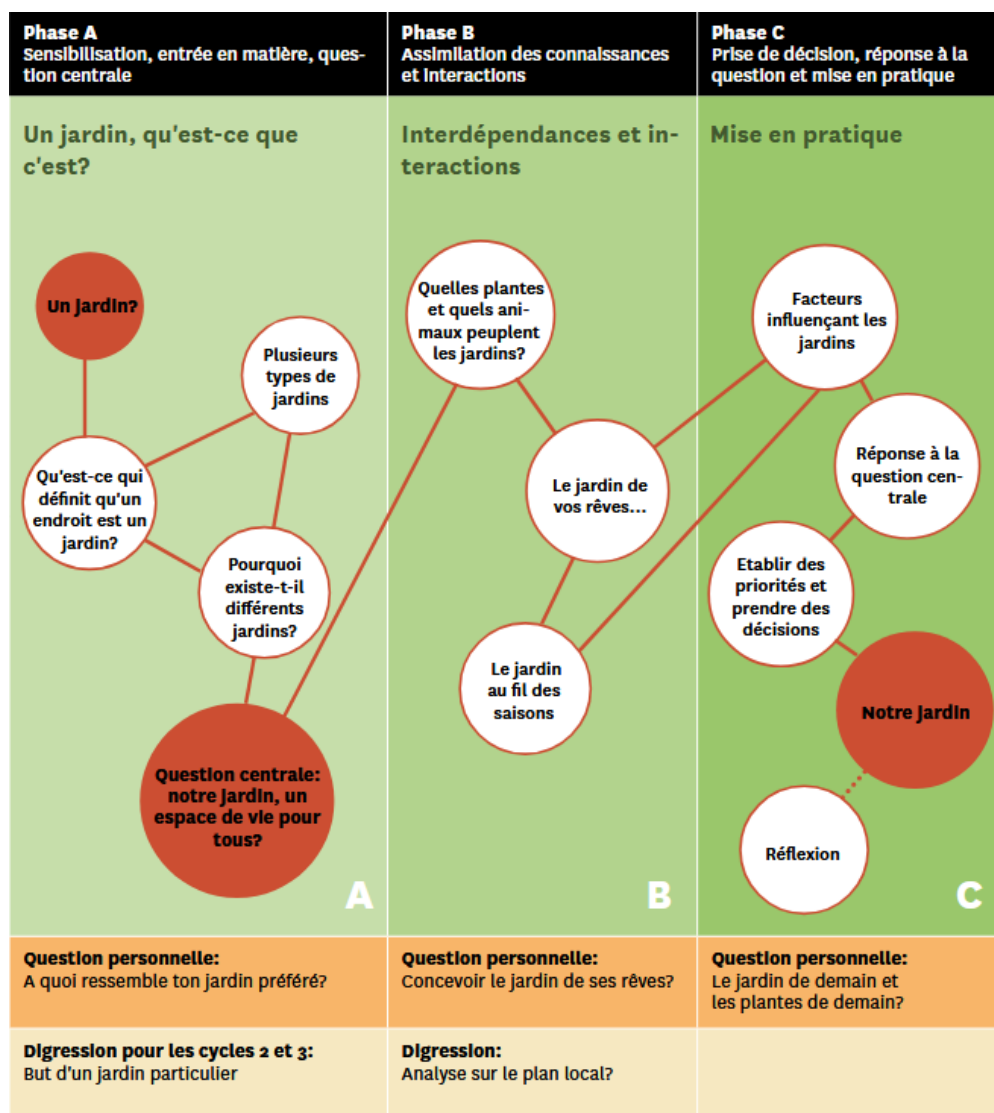 Phase A
Sensibilisation, entrée en matière, ques-
tion centrale
Phase B
Assimilation des connaissances
et interactions
Phase C
Prise de décision, réponse à la
question et mise en pratique
Un jardin, qu'est-ce que
c'est?
Interdépendances et in-
teractions
Mise en pratique
Un jardin?
Plusieurs
types de
jardins
Qu'est-ce qui
définit qu'un
endroit est un
jardin?
Pourquoi
existe-t-il
différents
jardins?
Question centrale:
notre jardin, un
espace de vie pour
tous?
A
Quelles plantes
et quels ani-
maux peuplent
les jardins?
Le jardin de
vos rêves...
Le jardin
au fil des
saisons
B
Facteurs
influençant les
jardins
Réponse à la
question cen-
trale
Etablir des
priorités et
prendre des
décisions
Notre jardin
Réflexion
C
Question personnelle:
A quoi ressemble ton jardin préféré?
Question personnelle:
Concevoir le jardin de ses rêves?
Question personnelle:
Le jardin de demain et
les plantes de demain?
Digression pour les cycles 2 et 3:
But d'un jardin particulier
Digression:
Analyse sur le plan local?